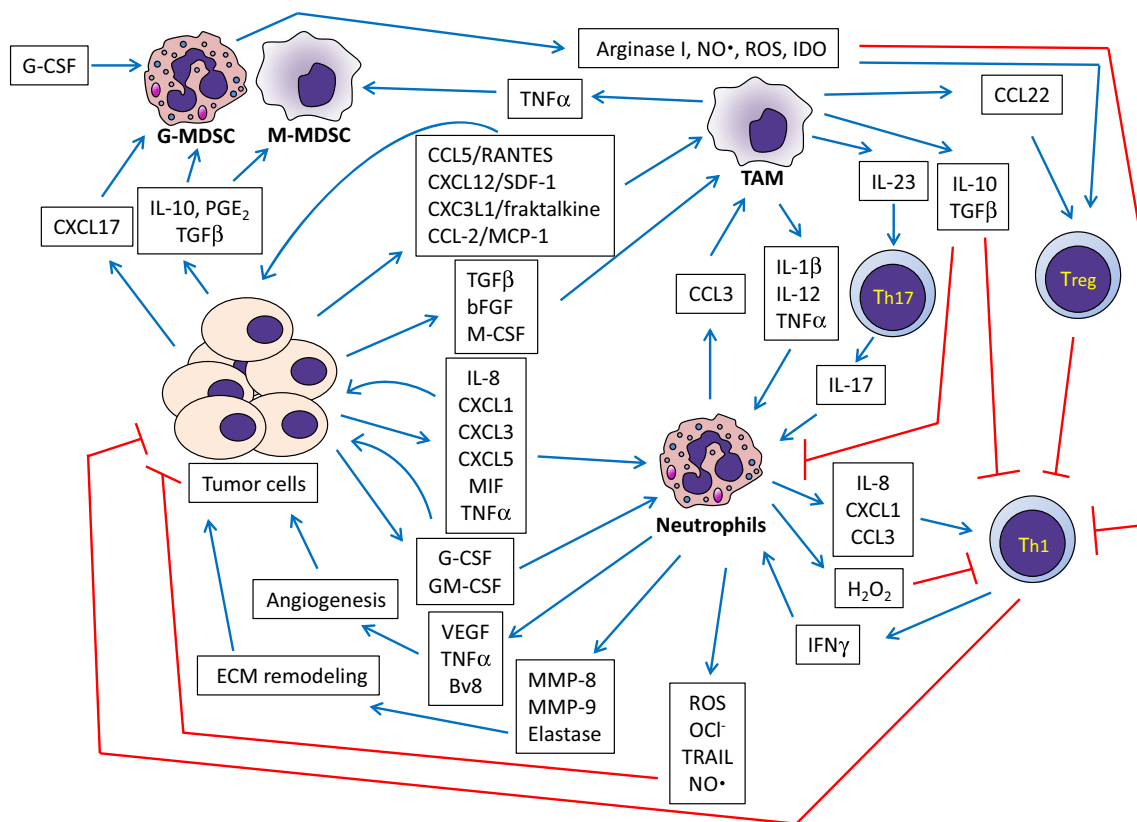 G-CSF
G-MDSC
M-MDSC
Arginase I, NO•, ROS, IDO
TNFα
CCL22
TAM
CCL5/RANTES
CXCL12/SDF-1
CXC3L1/fraktalkine
CCL-2/MCP-1
IL-23
IL-10
TGFβ
CXCL17
IL-10, PGE₂
TGFβ
TGFβ
bFGF
M-CSF
CCL3
IL-1β
IL-12
TNFα
Th17
Treg
IL-17
IL-8
CXCL1
CXCL3
CXCL5
MIF
TNFα
Tumor cells
Neutrophils
IL-8
CXCL1
CCL3
Th1
G-CSF
GM-CSF
H₂O₂
Angiogenesis
VEGF
TNFα
Bv8
IFNγ
ECM remodeling
MMP-8
MMP-9
Elastase
ROS
OCl⁻
TRAIL
NO•